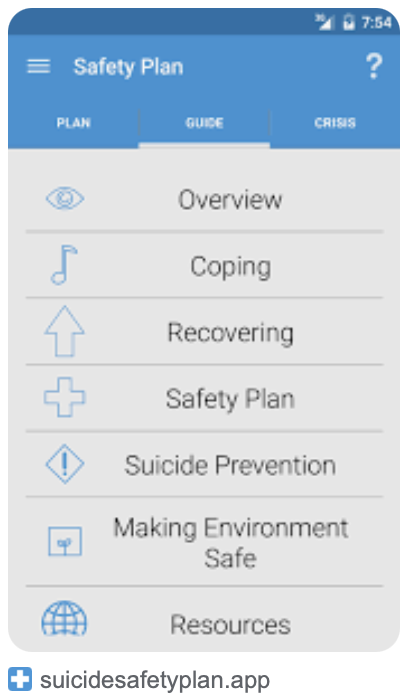 3G 7:54
Safety Plan ?
PLAN GUIDE CRISIS
Overview
Coping
Recovering
Safety Plan
Suicide Prevention
Making Environment
Safe
Resources
suicidesafetyplan.app